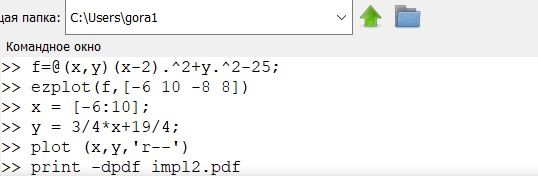 щая папка: C:\Users\gora1
Командное окно
>> f=@(x,y)(x-2).^2+y.^2-25;
>> ezplot(f,[-6 10 -8 8])
>> x = [-6:10];
>> y = 3/4*x+19/4;
>> plot (x,y,'r--')
>> print -dpdf impl2.pdf